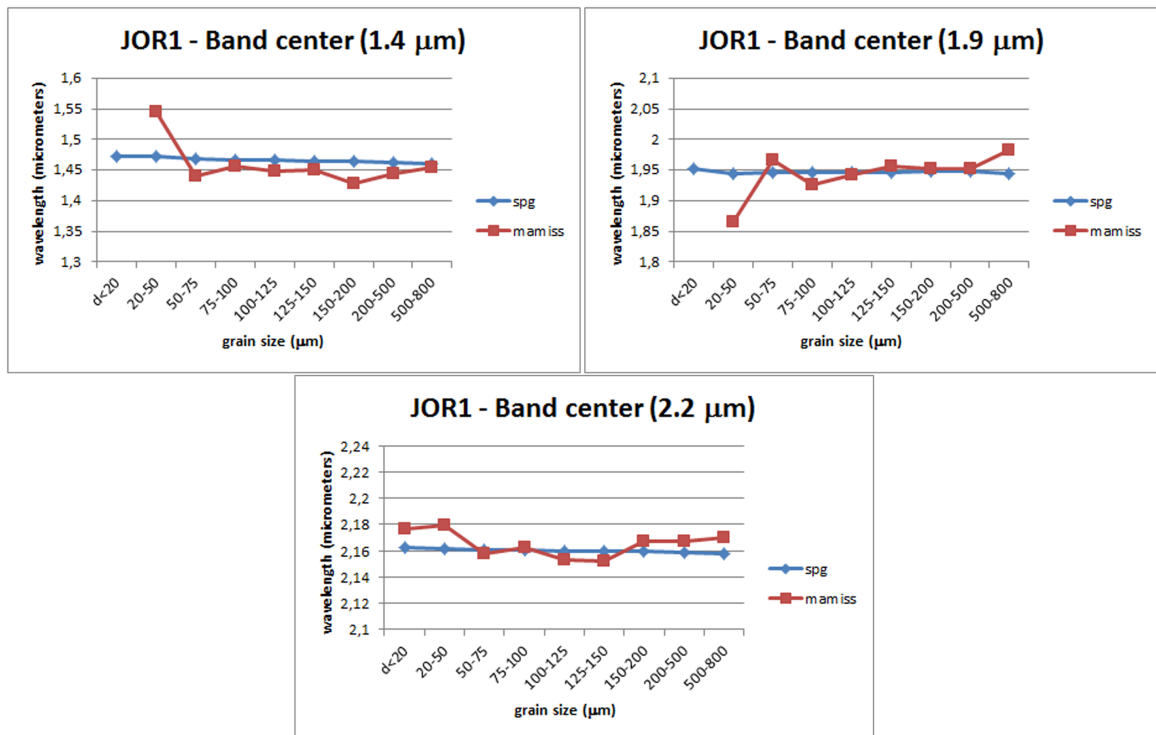 JOR1 - Band center (1.4 μm)
wavelength (micrometers)
1,6
1,55
1,5
1,45
1,4
1,35
1,3
d<20
20-50
50-75
75-100
100-125
125-150
150-200
200-500
500-800
grain size (μm)
spg
mamiss
JOR1 - Band center (1.9 μm)
wavelength (micrometers)
2,1
2,05
2
1,95
1,9
1,85
1,8
d<20
20-50
50-75
75-100
100-125
125-150
150-200
200-500
500-800
grain size (μm)
spg
mamiss
JOR1 - Band center (2.2 μm)
wavelength (micrometers)
2,24
2,22
2,2
2,18
2,16
2,14
2,12
2,1
d<20
20-50
50-75
75-100
100-125
125-150
150-200
200-500
500-800
grain size (μm)
spg
mamiss